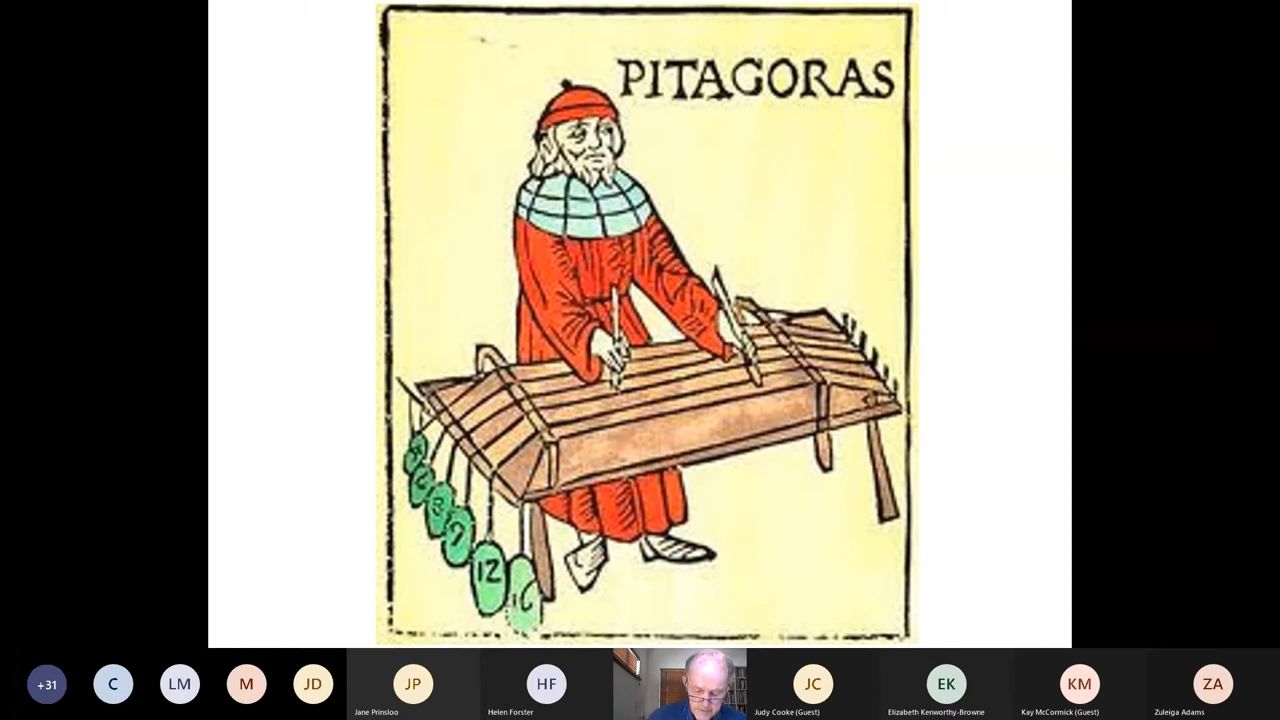 PITAGORAS
12
16
+31
C
LM
M
JD
JP
HF
JC
EK
KM
ZA
Jane Prinsloo
Helen Forster
Judy Cooke (Guest)
Elizabeth Kenworthy-Browne
Kay McCormick (Guest)
Zuleiga Adams